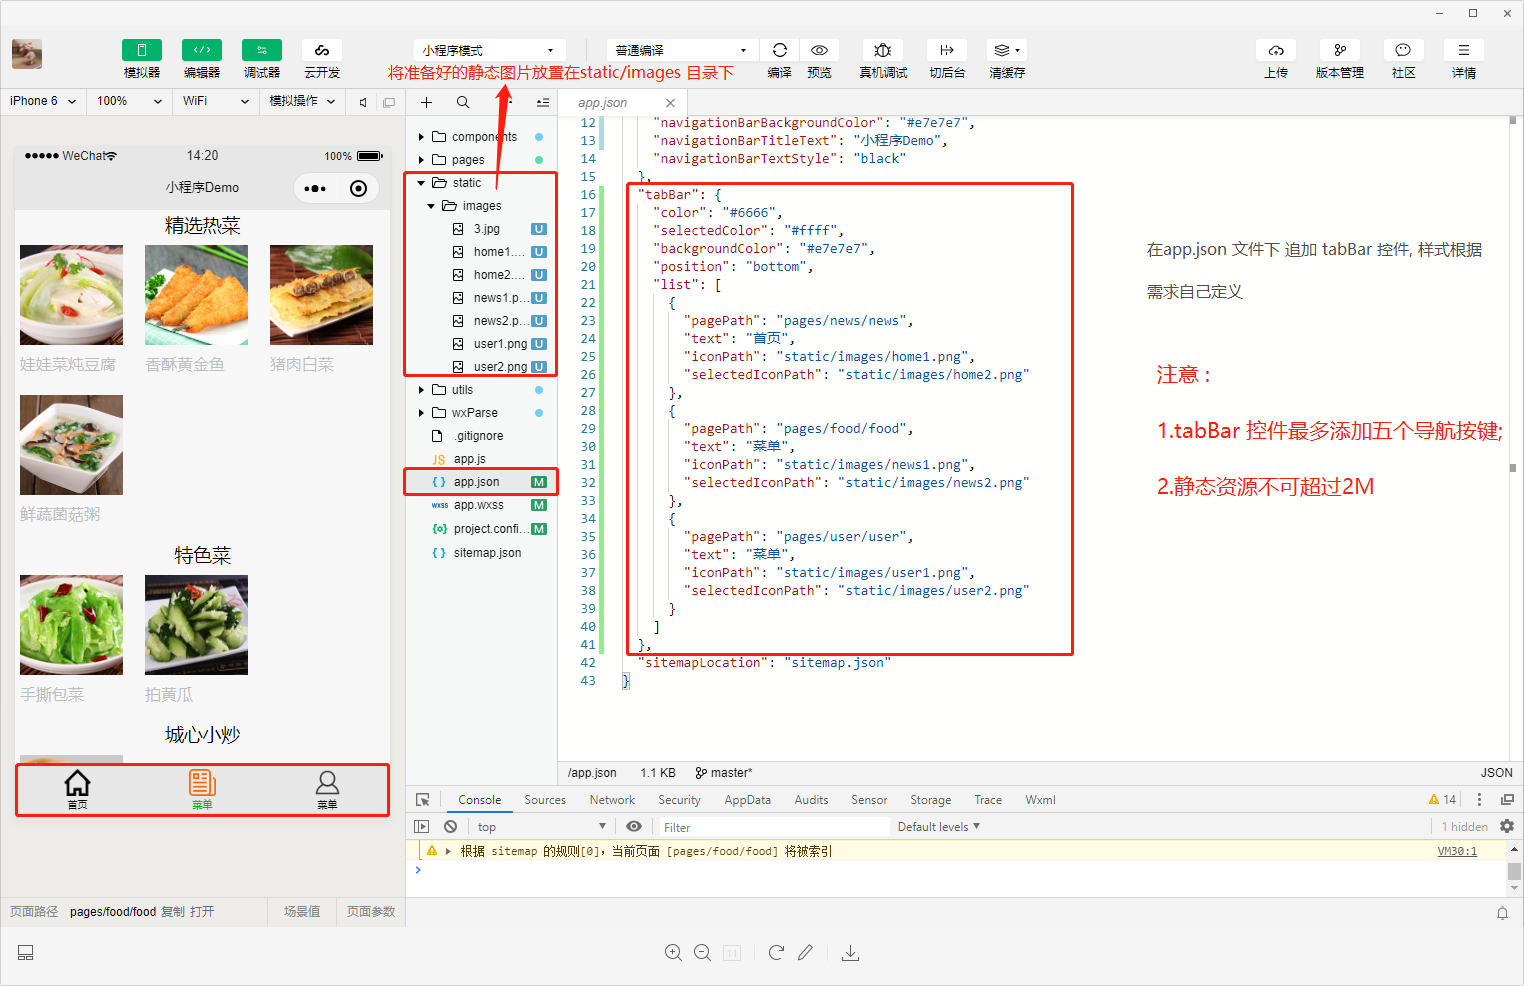 模拟器
编辑器
调试器
云开发
小程序模式
普通编译
编译
预览
真机调试
切后台
清缓存
上传
版本管理
社区
详情
将准备好的静态图片放置在static/images 目录下
iPhone 6
100%
WiFi
模拟操作
app.json
WeChat
14:20
100%
小程序Demo
精选热菜
娃娃菜炖豆腐
香酥黄金鱼
猪肉白菜
鲜蔬菌菇粥
特色菜
手撕包菜
拍黄瓜
城心小炒
首页
菜单
菜单
components
pages
static
images
3.jpg U
home1.... U
home2.... U
news1.p... U
news2.p... U
user1.png U
user2.png U
utils
wxParse
.gitignore
JS app.js
{ } app.json M
wxss app.wxss M
{o} project.confi... M
{ } sitemap.json
12 "navigationBarBackgroundColor": "#e7e7e7",
13 "navigationBarTitleText": "小程序Demo",
14 "navigationBarTextStyle": "black"
15 },
16 "tabBar": {
17 "color": "#6666",
18 "selectedColor": "#ffff",
19 "backgroundColor": "#e7e7e7",
20 "position": "bottom",
21 "list": [
22 {
23 "pagePath": "pages/news/news",
24 "text": "首页",
25 "iconPath": "static/images/home1.png",
26 "selectedIconPath": "static/images/home2.png"
27 },
28 {
29 "pagePath": "pages/food/food",
30 "text": "菜单",
31 "iconPath": "static/images/news1.png",
32 "selectedIconPath": "static/images/news2.png"
33 },
34 {
35 "pagePath": "pages/user/user",
36 "text": "菜单",
37 "iconPath": "static/images/user1.png",
38 "selectedIconPath": "static/images/user2.png"
39 }
40 ]
41 },
42 "sitemapLocation": "sitemap.json"
43 }
在app.json 文件下 追加 tabBar 控件, 样式根据
需求自己定义
注意：
1.tabBar 控件最多添加五个导航按键;
2.静态资源不可超过2M
/app.json 1.1 KB master* JSON
Console Sources Network Security AppData Audits Sensor Storage Trace Wxml 14
top Filter Default levels 1 hidden
根据 sitemap 的规则[0]，当前页面 [pages/food/food] 将被索引 VM30:1
页面路径 pages/food/food 复制 打开 场景值 页面参数
1:1